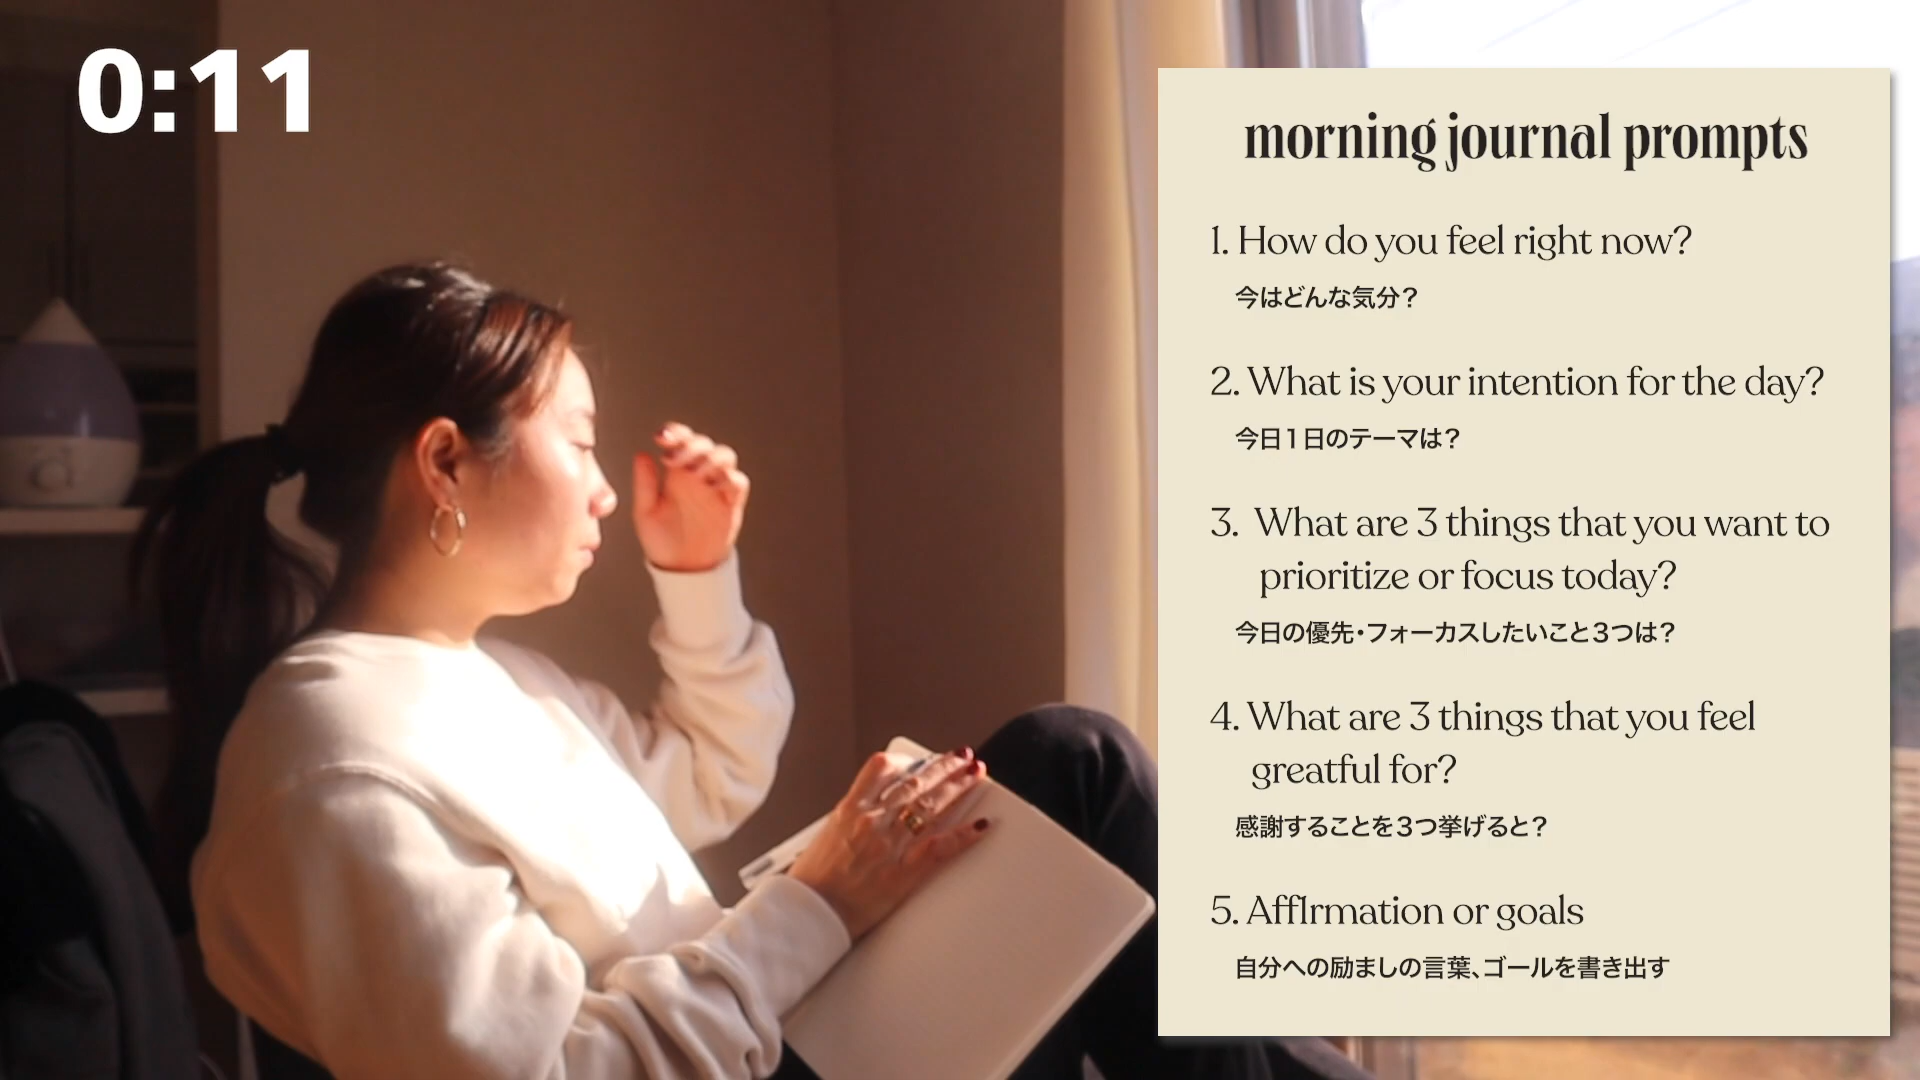 0:11
morning journal prompts
1. How do you feel right now?
今はどんな気分？
2. What is your intention for the day?
今日1日のテーマは？
3. What are 3 things that you want to
prioritize or focus today?
今日の優先・フォーカスしたいこと3つは？
4. What are 3 things that you feel
greatful for?
感謝することを3つ挙げると？
5. AffIrmation or goals
自分への励ましの言葉、ゴールを書き出す